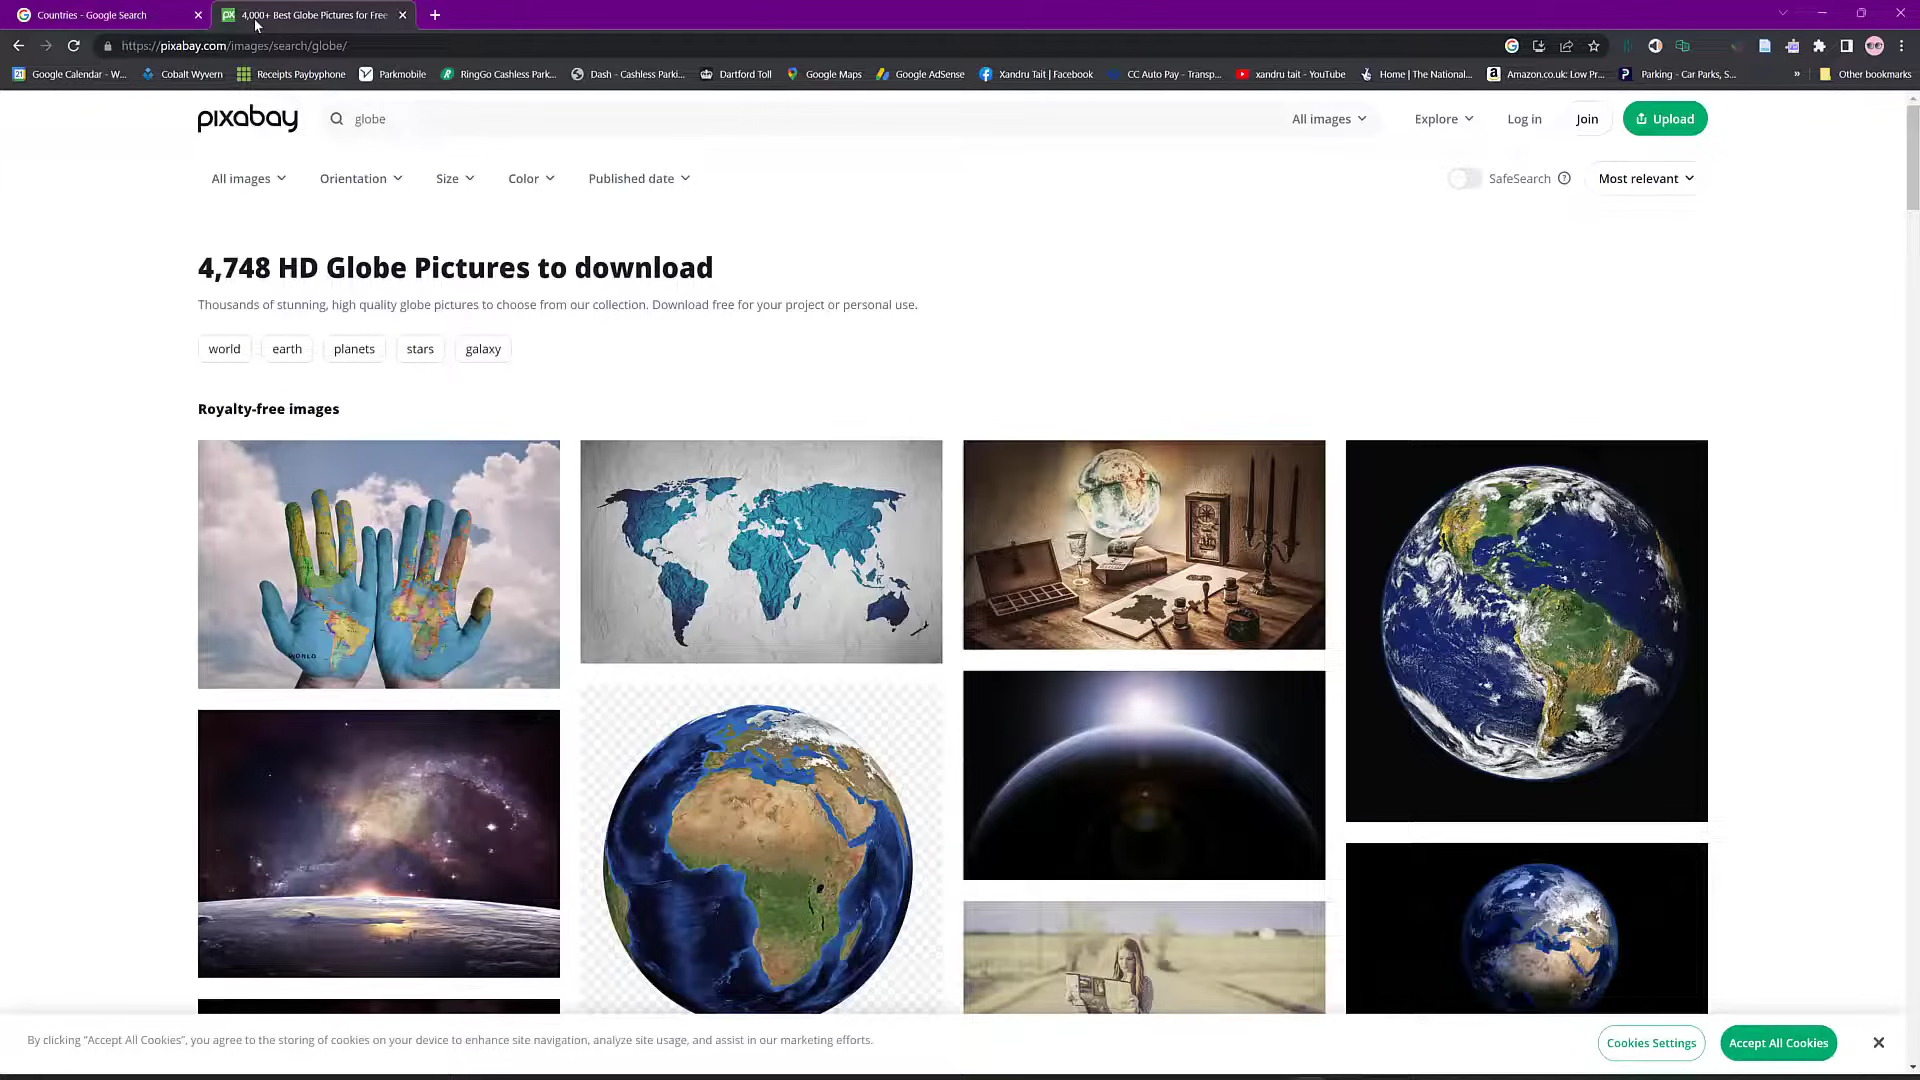 Countries - Google Search
4,000+ Best Globe Pictures for Free
https://pixabay.com/images/search/globe/
Google Calendar - W...
Cobalt Wyvern
Receipts Paybyphone
Parkmobile
RingGo Cashless Park...
Dash - Cashless Parki...
Dartford Toll
Google Maps
Google AdSense
Xandru Tait | Facebook
CC Auto Pay - Transp...
xandru tait - YouTube
Home | The National...
Amazon.co.uk: Low Pr...
Parking - Car Parks, S...
»
Other bookmarks
pixabay
globe
All images
Explore
Log in
Join
Upload
All images
Orientation
Size
Color
Published date
SafeSearch
Most relevant
4,748 HD Globe Pictures to download
Thousands of stunning, high quality globe pictures to choose from our collection. Download free for your project or personal use.
world
earth
planets
stars
galaxy
Royalty-free images
WORLD
By clicking “Accept All Cookies”, you agree to the storing of cookies on your device to enhance site navigation, analyze site usage, and assist in our marketing efforts.
Cookies Settings
Accept All Cookies